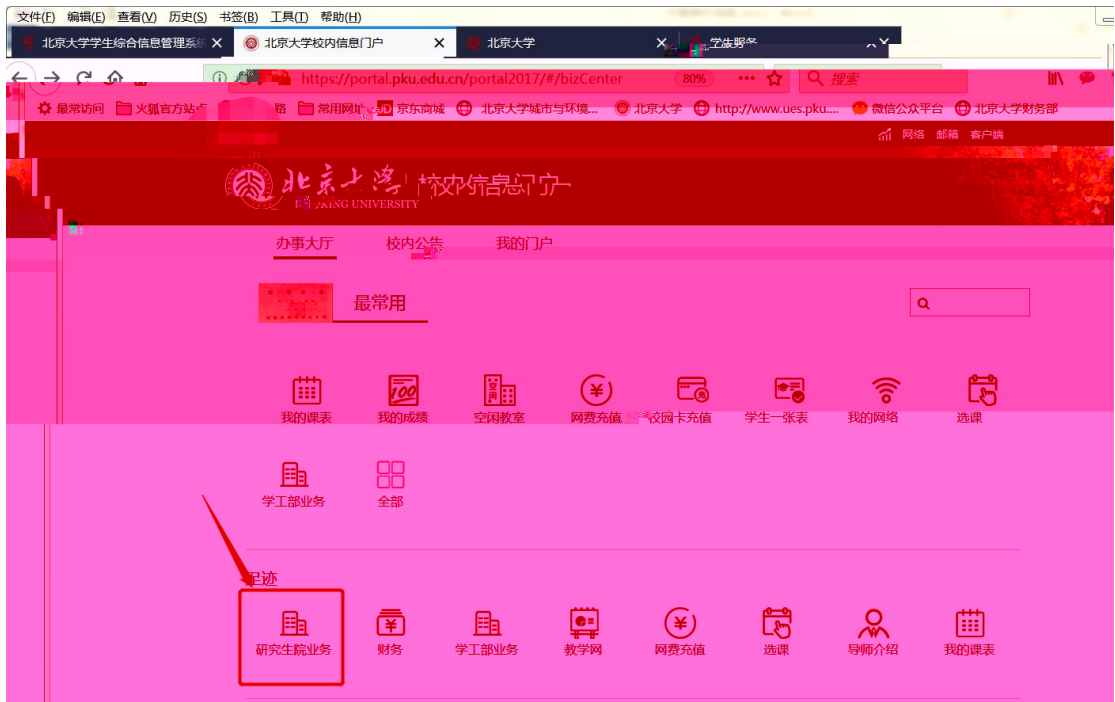 文件(F) 编辑(E) 查看(V) 历史(S) 书签(B) 工具(T) 帮助(H)
北京大学学生综合信息管理系统 北京大学校内信息门户 北京大学
https://portal.pku.edu.cn/portal2017/#/bizCenter 80% 搜索
最常访问 火狐官方站点 常用网址 JD 京东商城 北京大学城市与环境... 北京大学 http://www.ues.pku.... 微信公众平台 北京大学财务部
网络 邮箱 客户端
北京大学 校内信息门户
PEKING UNIVERSITY
办事大厅 校内公告 我的门户
最常用
我的课表 我的成绩 空闲教室 网费充值 校园卡充值 学生一张表 我的网络 选课
学工部业务 全部
足迹
研究生院业务 财务 学工部业务 教学网 网费充值 选课 导师介绍 我的课表